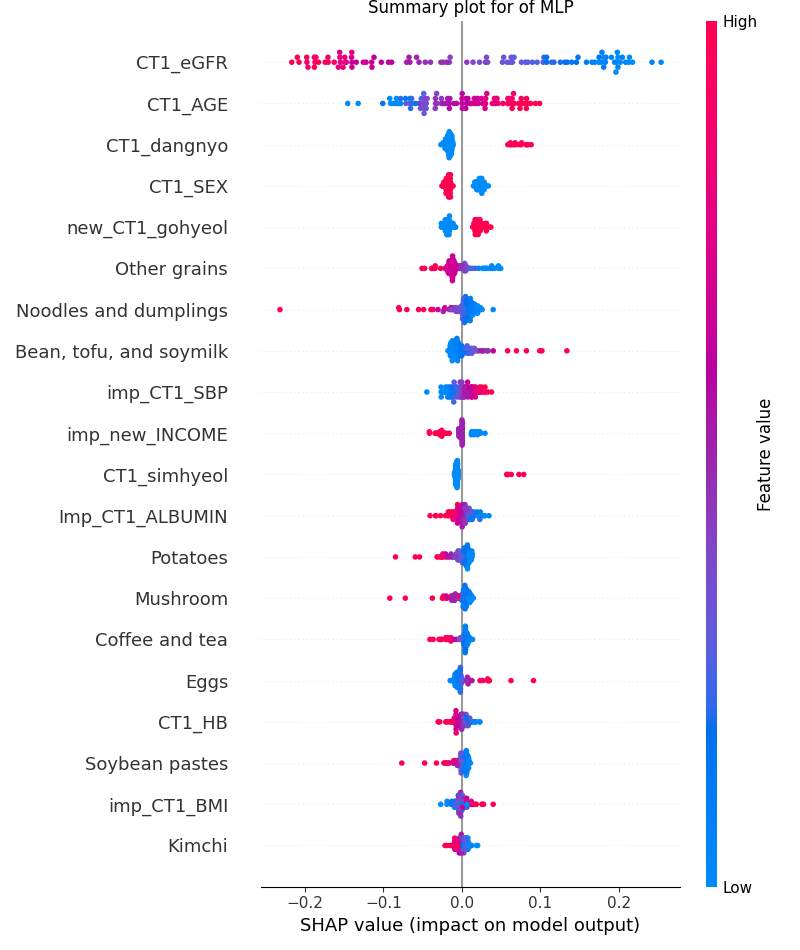 Summary plot for of MLP
High
CT1_eGFR
CT1_AGE
CT1_dangnyo
CT1_SEX
new_CT1_gohyeol
Other grains
Noodles and dumplings
Bean, tofu, and soymilk
imp_CT1_SBP
imp_new_INCOME
CT1_simhyeol
Imp_CT1_ALBUMIN
Potatoes
Mushroom
Coffee and tea
Eggs
CT1_HB
Soybean pastes
imp_CT1_BMI
Kimchi
Feature value
Low
−0.2 −0.1 0.0 0.1 0.2
SHAP value (impact on model output)